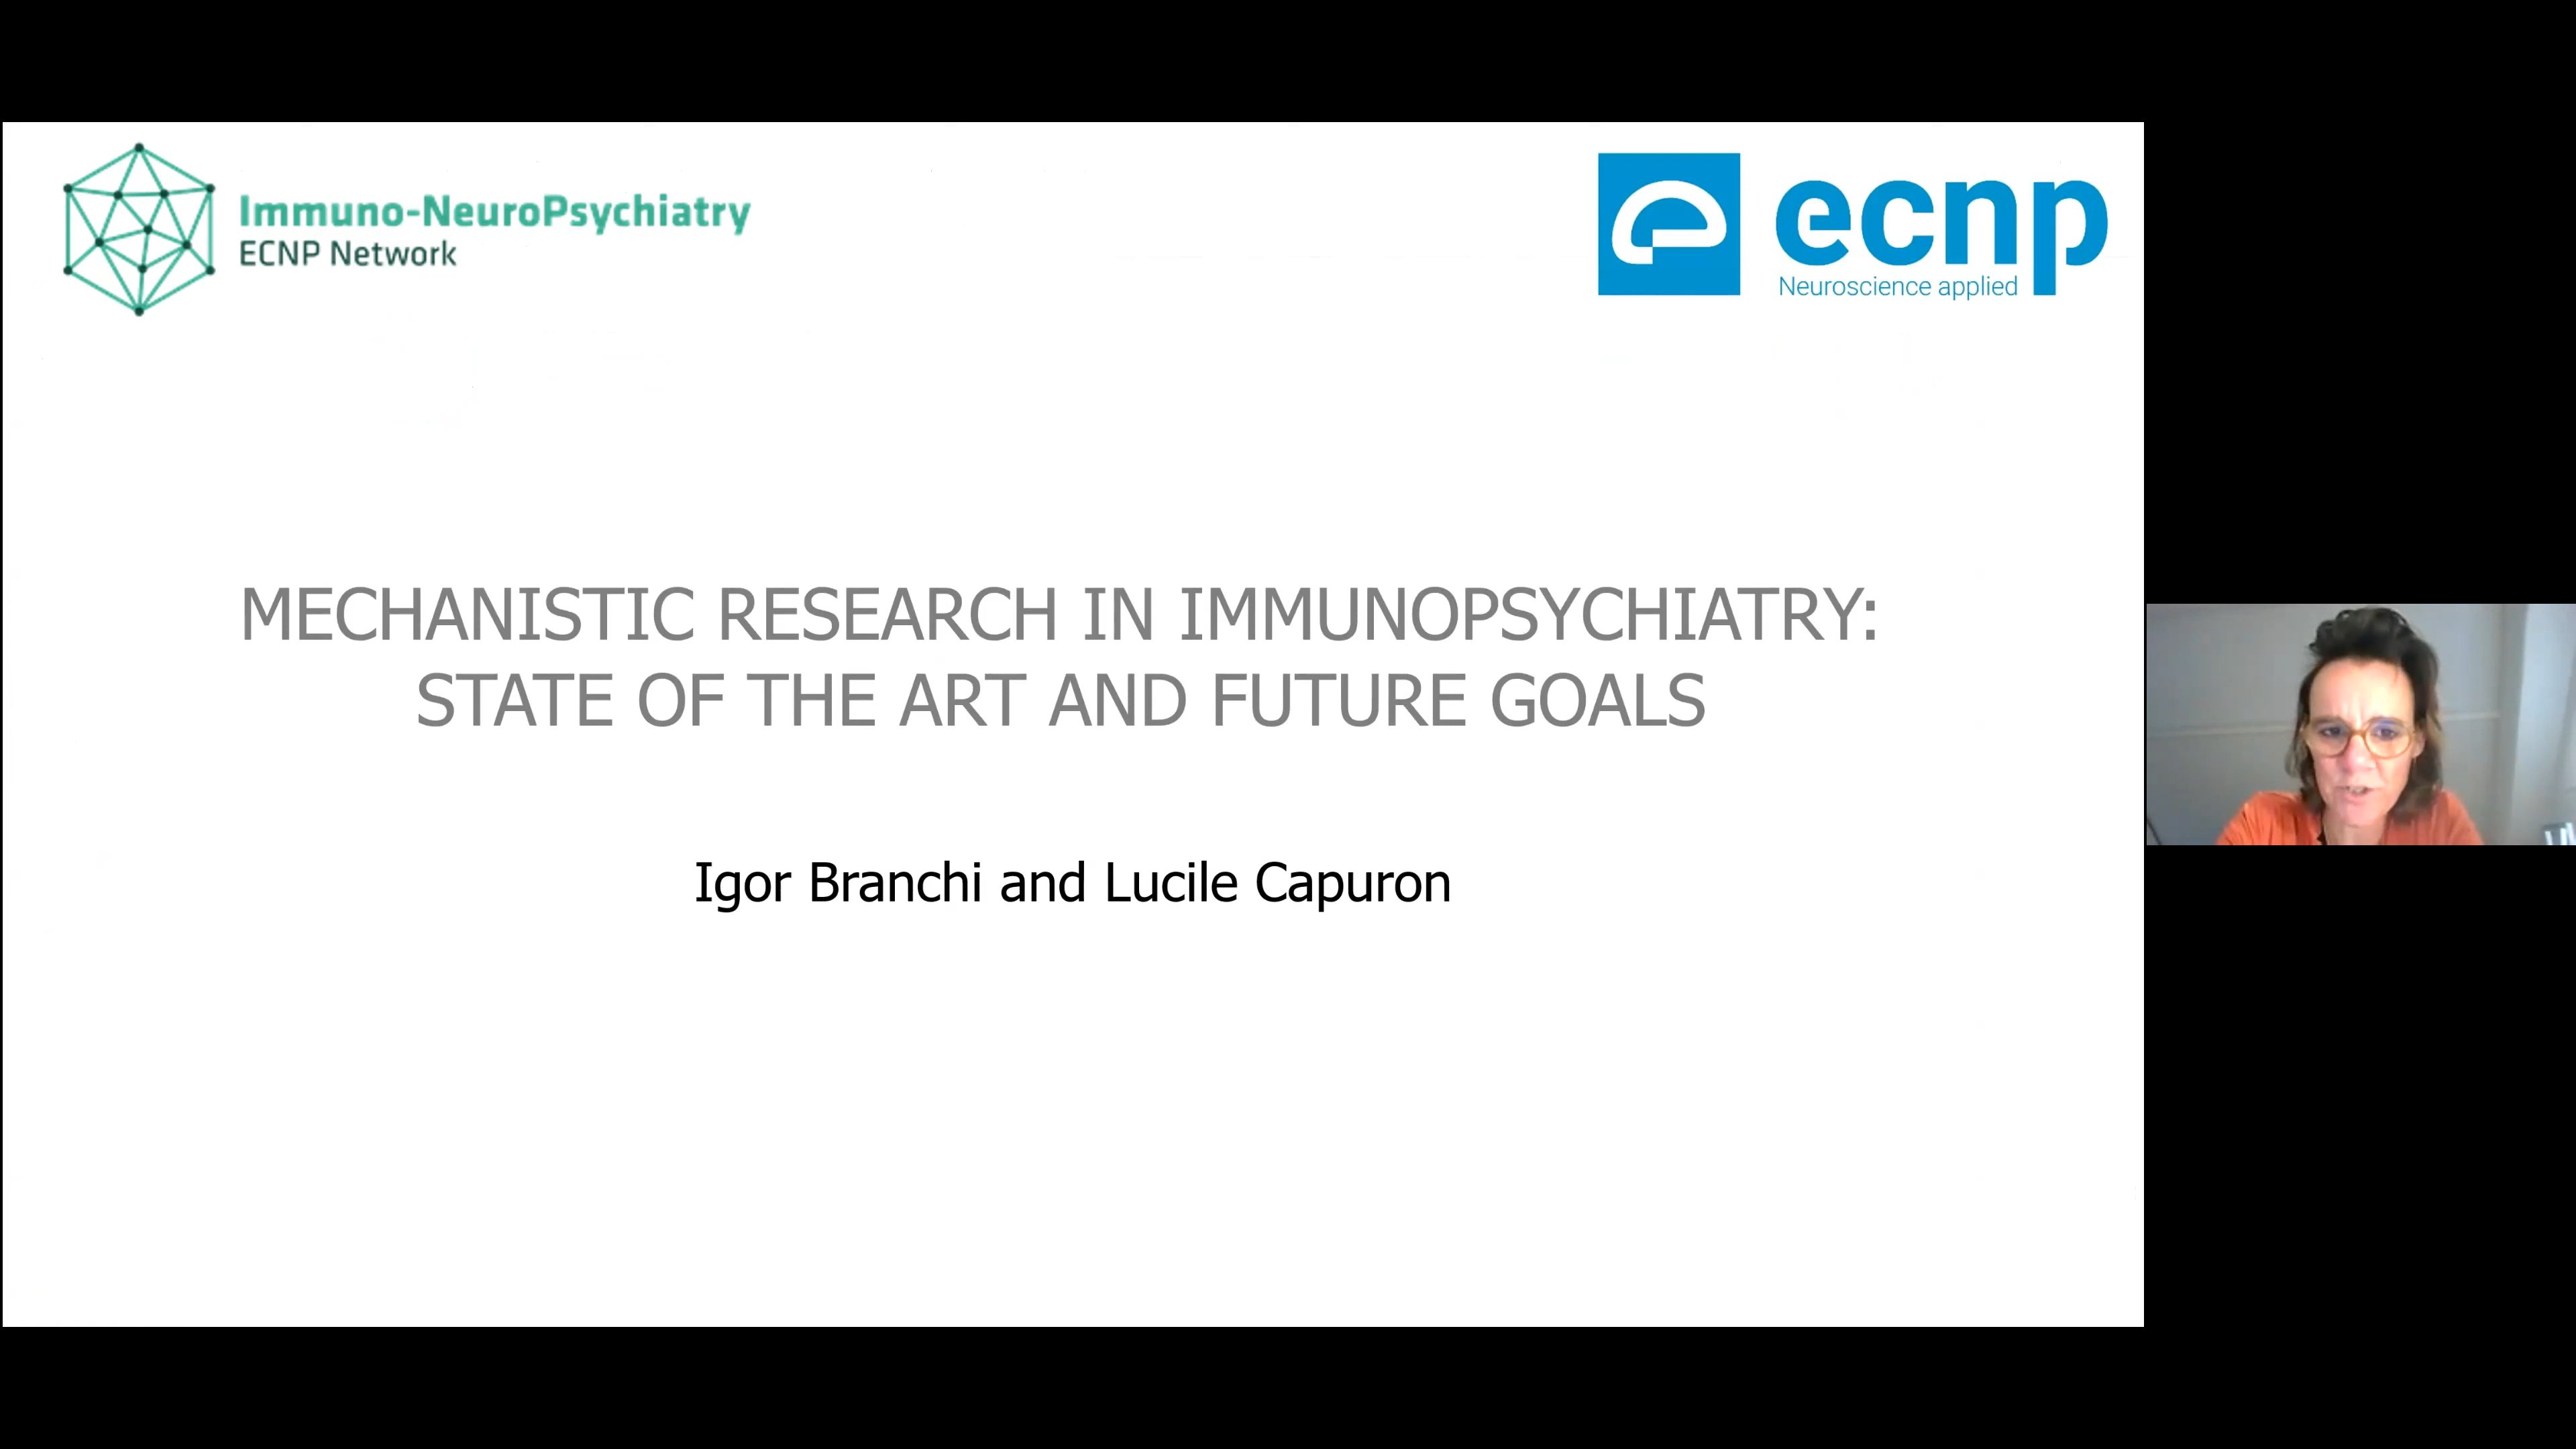 Immuno-NeuroPsychiatry
ECNP Network
ecnp
Neuroscience applied
MECHANISTIC RESEARCH IN IMMUNOPSYCHIATRY:
STATE OF THE ART AND FUTURE GOALS
Igor Branchi and Lucile Capuron